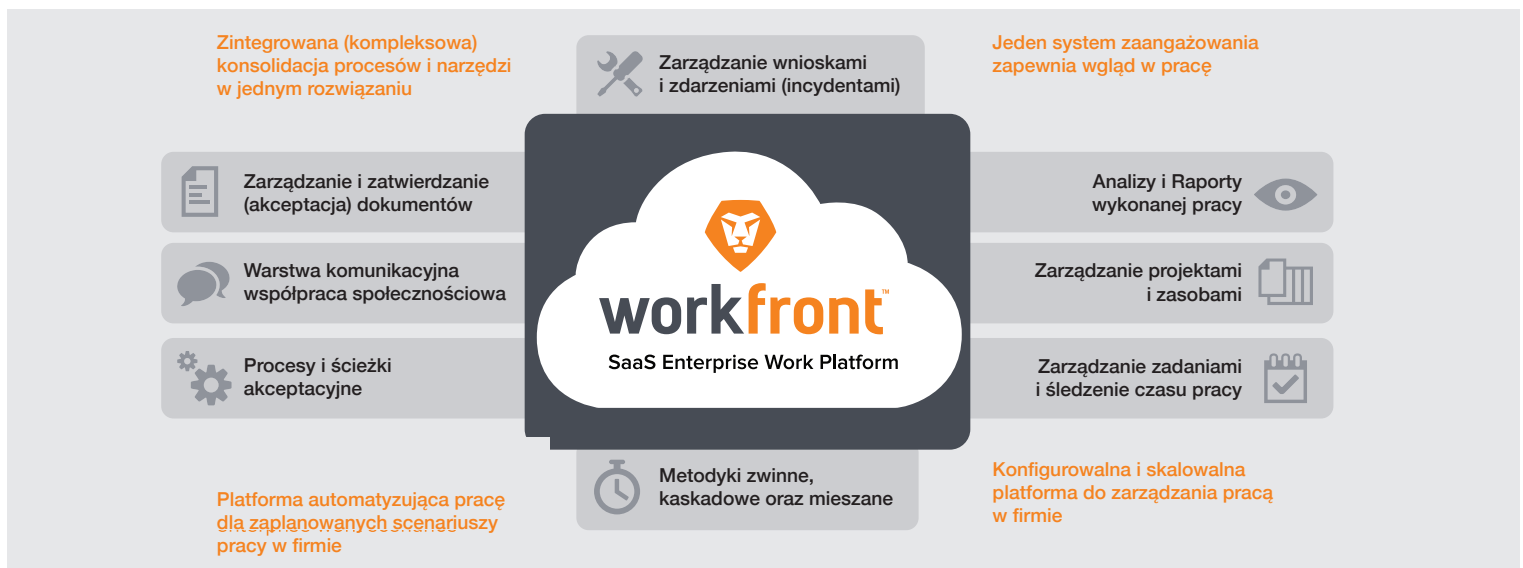 Zintegrowana (kompleksowa)
konsolidacja procesów i narzędzi
w jednym rozwiązaniu
Zarządzanie wnioskami
i zdarzeniami (incydentami)
Jeden system zaangażowania
zapewnia wgląd w pracę
Zarządzanie i zatwierdzanie
(akceptacja) dokumentów
Warstwa komunikacyjna
współpraca społecznościowa
Procesy i ścieżki
akceptacyjne
workfront™
SaaS Enterprise Work Platform
Analizy i Raporty
wykonanej pracy
Zarządzanie projektami
i zasobami
Zarządzanie zadaniami
i śledzenie czasu pracy
Platforma automatyzująca pracę
dla zaplanowanych scenariuszy
pracy w firmie
Metodyki zwinne,
kaskadowe oraz mieszane
Konfigurowalna i skalowalna
platforma do zarządzania pracą
w firmie